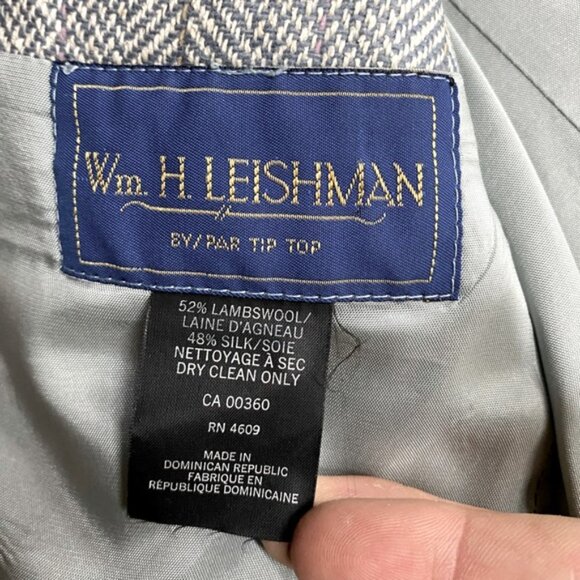 Wm. H. LEISHMAN
BY/PAR TIP TOP
52% LAMBSWOOL/
LAINE D'AGNEAU
48% SILK/SOIE
NETTOYAGE À SEC
DRY CLEAN ONLY
CA 00360
RN 4609
MADE IN
DOMINICAN REPUBLIC
FABRIQUE EN
RÉPUBLIQUE DOMINICAINE